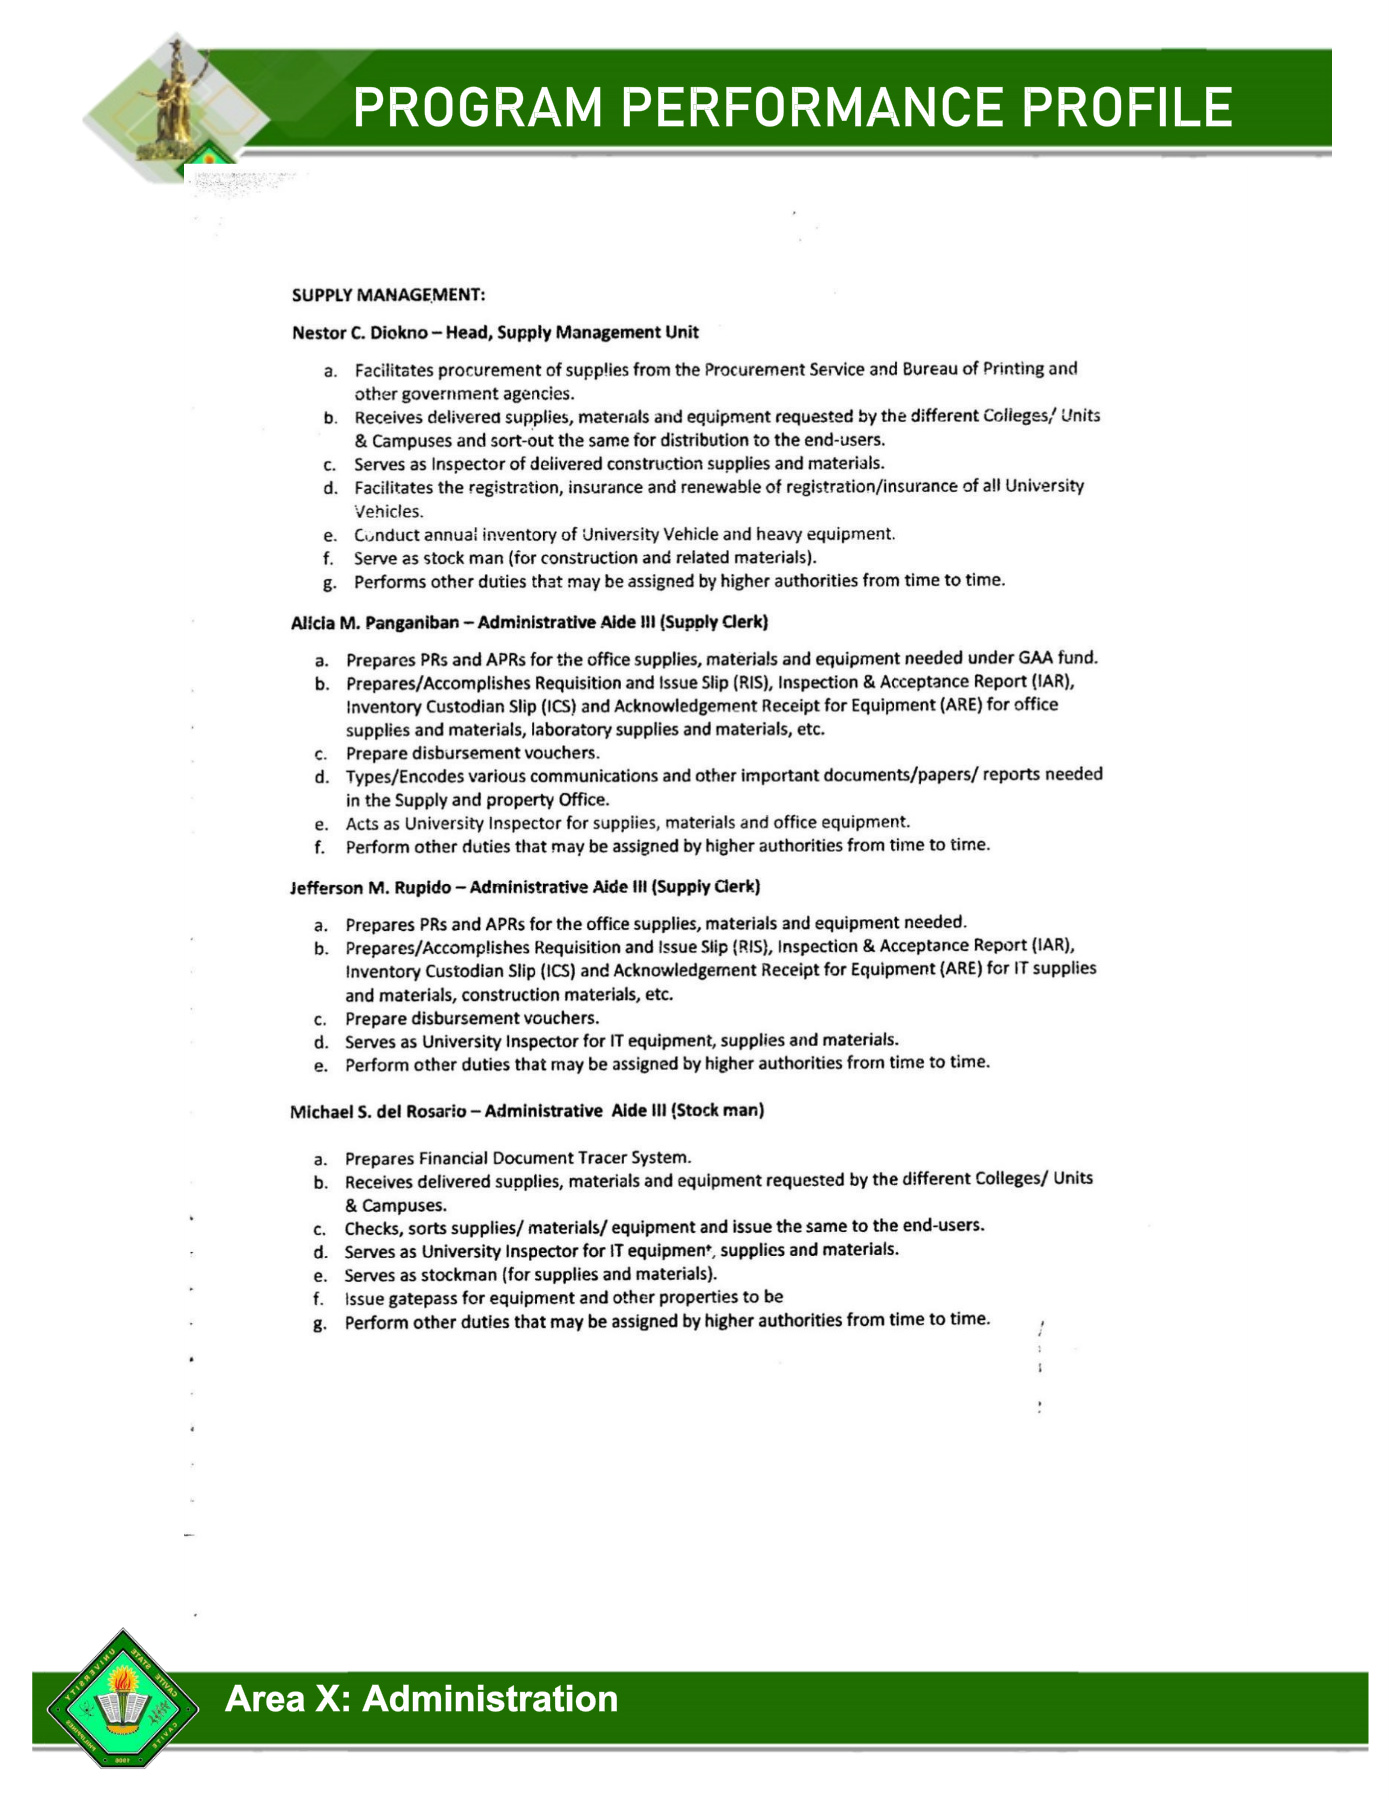 PROGRAM PERFORMANCE PROFILE
SUPPLY MANAGEMENT:
Nestor C. Diokno – Head, Supply Management Unit
a. Facilitates procurement of supplies from the Procurement Service and Bureau of Printing and
other government agencies.
b. Receives delivered supplies, materials and equipment requested by the different Colleges/ Units
& Campuses and sort-out the same for distribution to the end-users.
c. Serves as Inspector of delivered construction supplies and materials.
d. Facilitates the registration, insurance and renewable of registration/insurance of all University
Vehicles.
e. Conduct annual inventory of University Vehicle and heavy equipment.
f. Serve as stock man (for construction and related materials).
g. Performs other duties that may be assigned by higher authorities from time to time.
Alicia M. Panganiban – Administrative Aide III (Supply Clerk)
a. Prepares PRs and APRs for the office supplies, materials and equipment needed under GAA fund.
b. Prepares/Accomplishes Requisition and Issue Slip (RIS), Inspection & Acceptance Report (IAR),
Inventory Custodian Slip (ICS) and Acknowledgement Receipt for Equipment (ARE) for office
supplies and materials, laboratory supplies and materials, etc.
c. Prepare disbursement vouchers.
d. Types/Encodes various communications and other important documents/papers/ reports needed
in the Supply and property Office.
e. Acts as University Inspector for supplies, materials and office equipment.
f. Perform other duties that may be assigned by higher authorities from time to time.
Jefferson M. Rupido – Administrative Aide III (Supply Clerk)
a. Prepares PRs and APRs for the office supplies, materials and equipment needed.
b. Prepares/Accomplishes Requisition and Issue Slip (RIS), Inspection & Acceptance Report (IAR),
Inventory Custodian Slip (ICS) and Acknowledgement Receipt for Equipment (ARE) for IT supplies
and materials, construction materials, etc.
c. Prepare disbursement vouchers.
d. Serves as University Inspector for IT equipment, supplies and materials.
e. Perform other duties that may be assigned by higher authorities from time to time.
Michael S. del Rosario – Administrative Aide III (Stock man)
a. Prepares Financial Document Tracer System.
b. Receives delivered supplies, materials and equipment requested by the different Colleges/ Units
& Campuses.
c. Checks, sorts supplies/ materials/ equipment and issue the same to the end-users.
d. Serves as University Inspector for IT equipment, supplies and materials.
e. Serves as stockman (for supplies and materials).
f. Issue gatepass for equipment and other properties to be
g. Perform other duties that may be assigned by higher authorities from time to time.
CAVITE STATE UNIVERSITY
CAVITE PHILIPPINES
1906
Area X: Administration